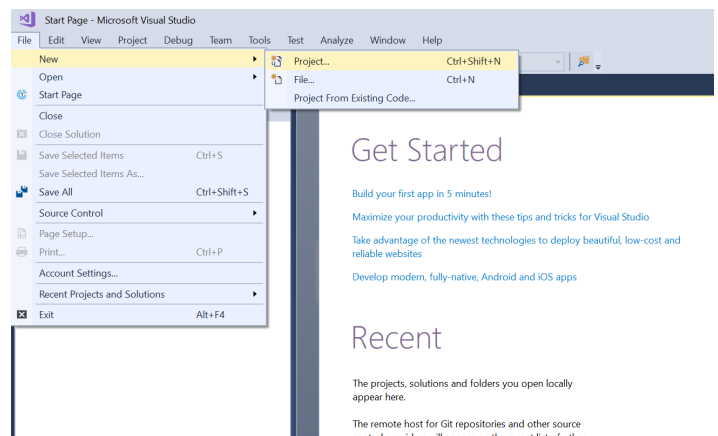 Start Page - Microsoft Visual Studio
File Edit View Project Debug Team Tools Test Analyze Window Help
New
Project... Ctrl+Shift+N
Open
File... Ctrl+N
Start Page
Project From Existing Code...
Close
Close Solution
Save Selected Items Ctrl+S
Save Selected Items As...
Save All Ctrl+Shift+S
Source Control
Page Setup...
Print... Ctrl+P
Account Settings...
Recent Projects and Solutions
Exit Alt+F4
Get Started
Build your first app in 5 minutes!
Maximize your productivity with these tips and tricks for Visual Studio
Take advantage of the newest technologies to deploy beautiful, low-cost and
reliable websites
Develop modern, fully-native, Android and iOS apps
Recent
The projects, solutions and folders you open locally
appear here.
The remote host for Git repositories and other source